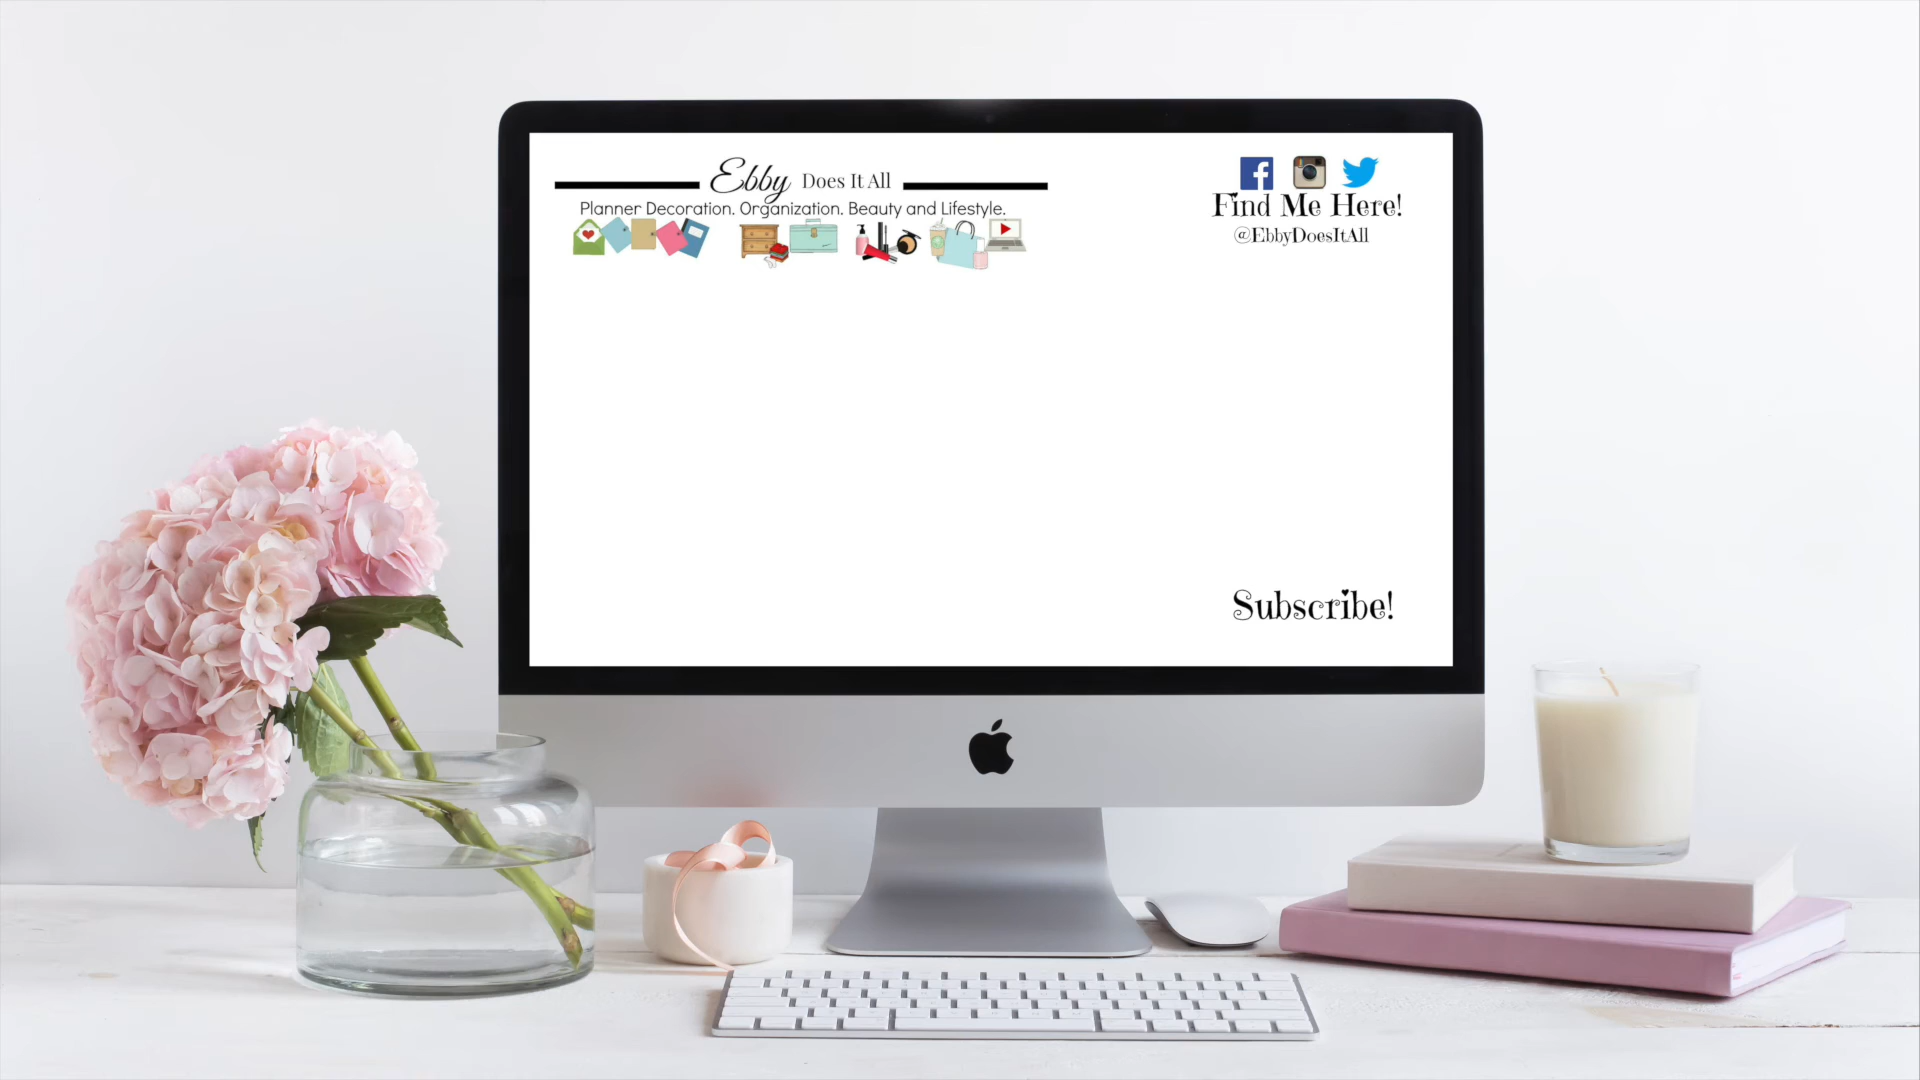 Ebby Does It All
Planner Decoration. Organization. Beauty and Lifestyle.
Find Me Here!
@EbbyDoesItAll
Subscribe!